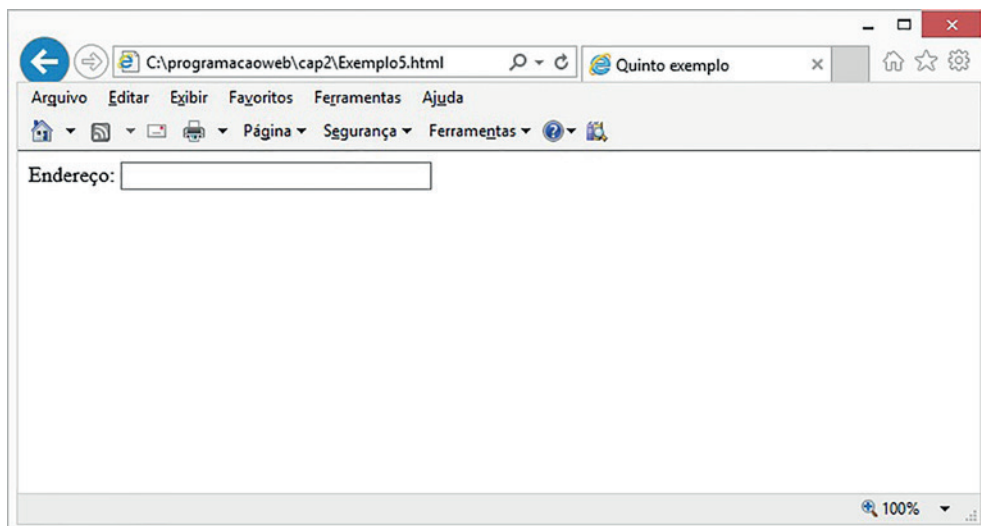 C:\programacaoweb\cap2\Exemplo5.html
Quinto exemplo
Arquivo Editar Exibir Favoritos Ferramentas Ajuda
Página Segurança Ferramentas
Endereço:
100%